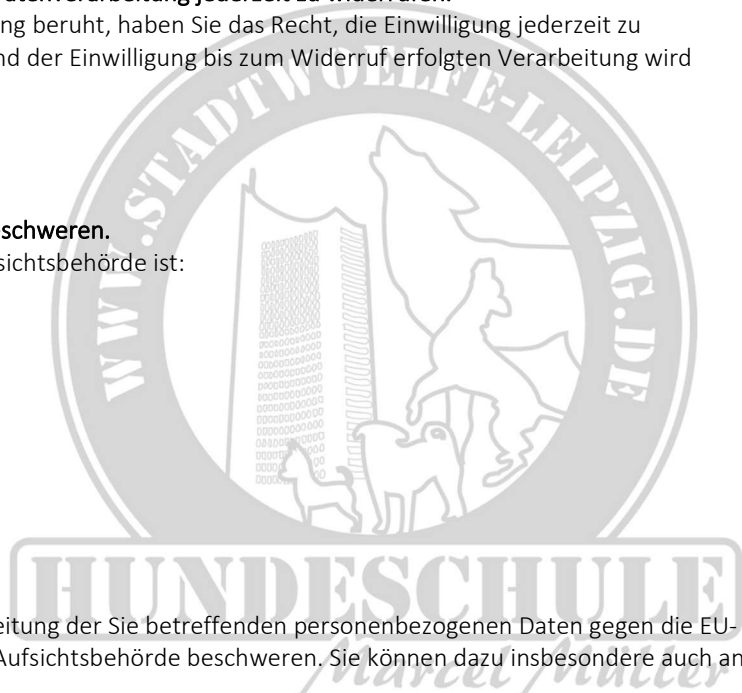 ng beruht, haben Sie das Recht, die Einwilligung jederzeit zu
nd der Einwilligung bis zum Widerruf erfolgten Verarbeitung wird
WWW.STADTWOELFE-LEIPZIG.DE
eschweren.
fsichtsbehörde ist:
HUNDESCHULE
eitung der Sie betreffenden personenbezogenen Daten gegen die EU-
Aufsichtsbehörde beschweren. Sie können dazu insbesondere auch an
Marcel Müller